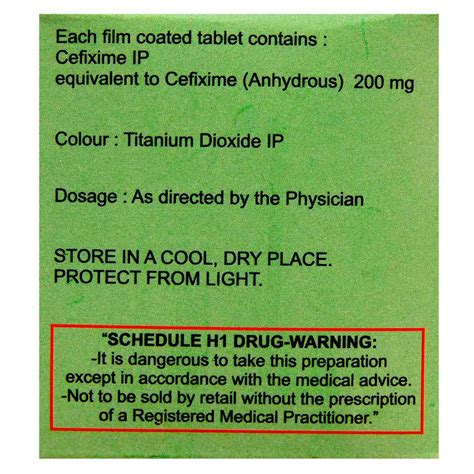 Each film coated tablet contains :
Cefixime IP
equivalent to Cefixime (Anhydrous) 200 mg
Colour : Titanium Dioxide IP
Dosage : As directed by the Physician
STORE IN A COOL, DRY PLACE.
PROTECT FROM LIGHT.
“SCHEDULE H1 DRUG-WARNING:
-It is dangerous to take this preparation
except in accordance with the medical advice.
-Not to be sold by retail without the prescription
of a Registered Medical Practitioner.”